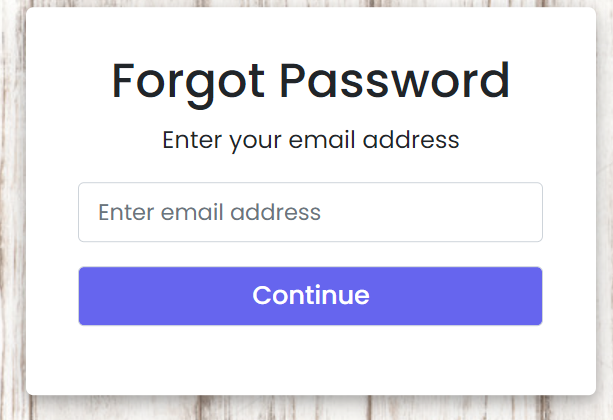 Forgot Password
Enter your email address
Enter email address
Continue